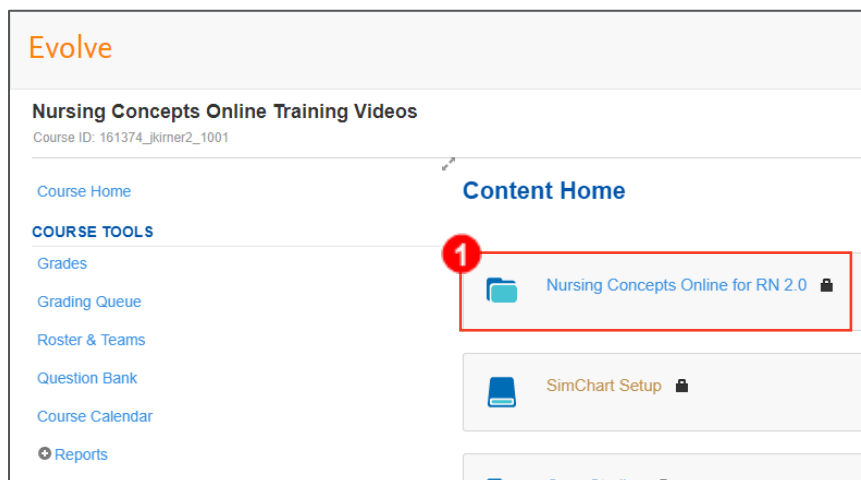 Evolve
Nursing Concepts Online Training Videos
Course ID: 161374_jkirner2_1001
Course Home
COURSE TOOLS
Grades
Grading Queue
Roster & Teams
Question Bank
Course Calendar
Reports
Content Home
1
Nursing Concepts Online for RN 2.0
SimChart Setup